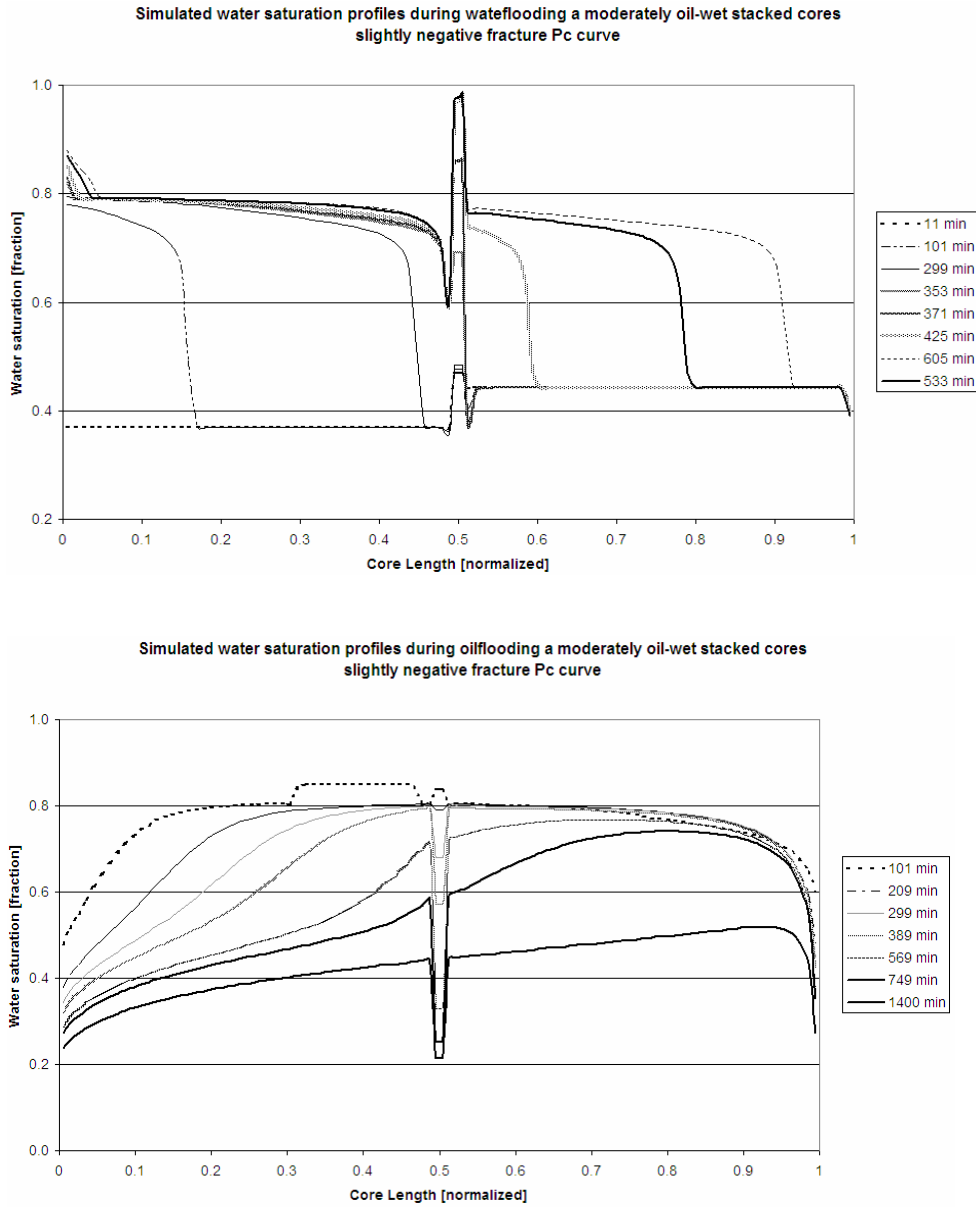 Simulated water saturation profiles during wateflooding a moderately oil-wet stacked cores
slightly negative fracture Pc curve
1.0
0.8
0.6
0.4
0.2
Water saturation [fraction]
0 0.1 0.2 0.3 0.4 0.5 0.6 0.7 0.8 0.9 1
Core Length [normalized]
11 min
101 min
299 min
353 min
371 min
425 min
605 min
533 min
Simulated water saturation profiles during oilflooding a moderately oil-wet stacked cores
slightly negative fracture Pc curve
1.0
0.8
0.6
0.4
0.2
0.0
Water saturation [fraction]
0 0.1 0.2 0.3 0.4 0.5 0.6 0.7 0.8 0.9 1
Core Length [normalized]
101 min
209 min
299 min
389 min
569 min
749 min
1400 min